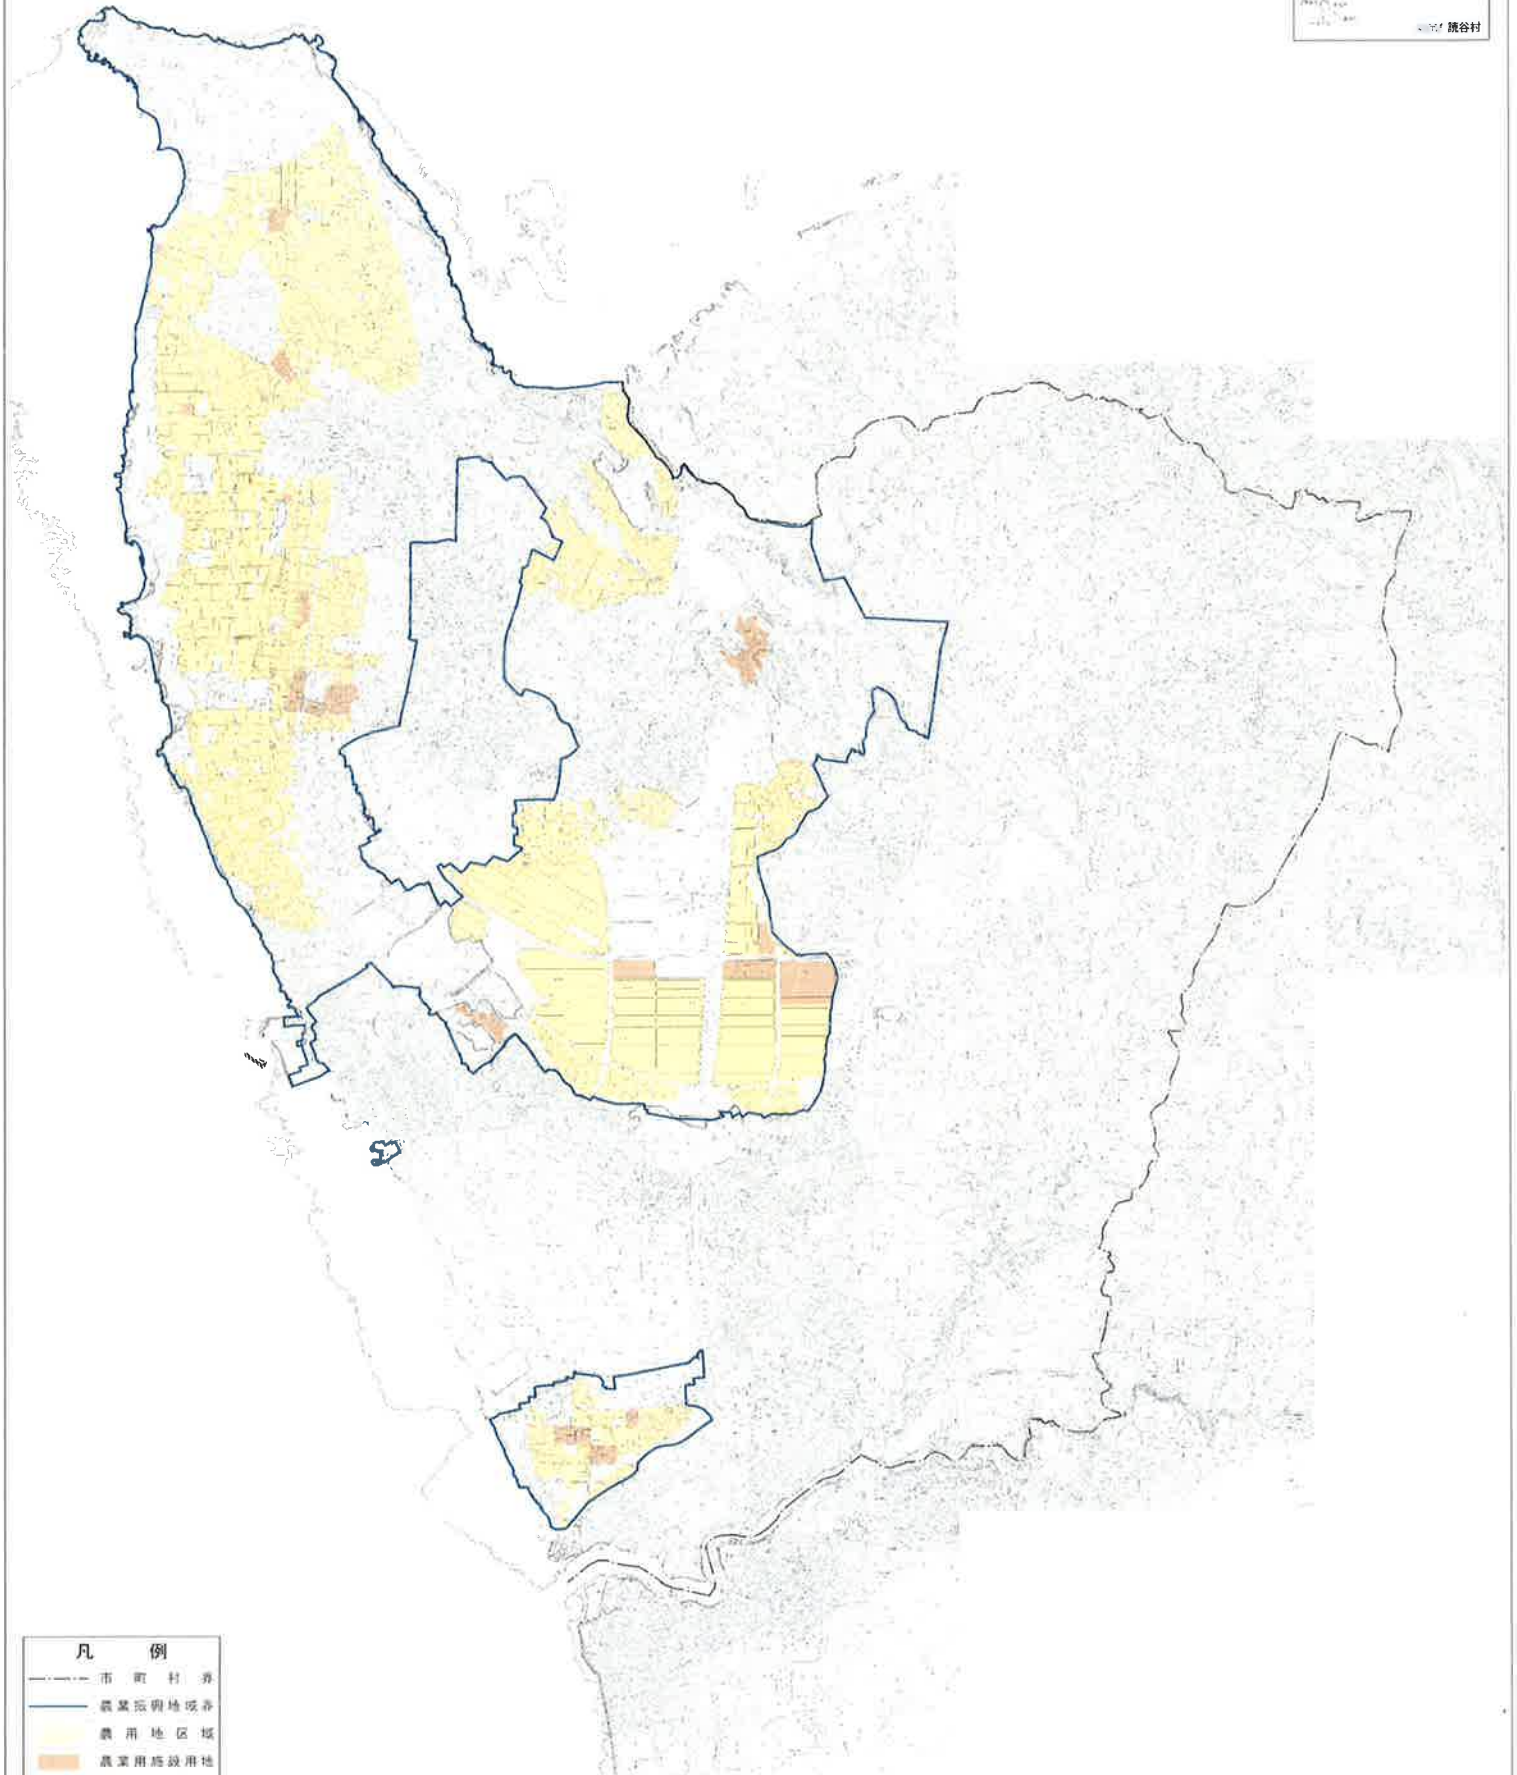 読谷村
凡 例
市 町 村 界
農業振興地域界
農 用 地 区 域
農業用施設用地